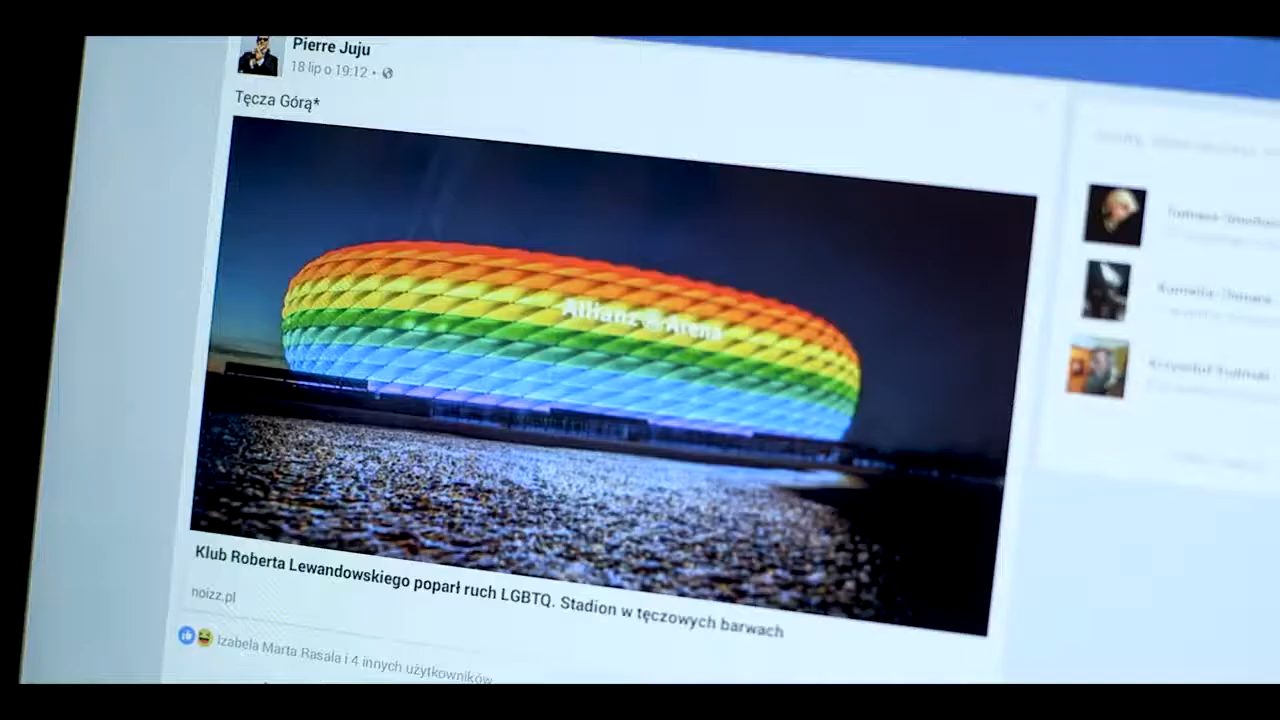 Pierre Juju
18 lip o 19:12 •
Tęcza Górą*
Allianz Arena
Klub Roberta Lewandowskiego poparł ruch LGBTQ. Stadion w tęczowych barwach
noizz.pl
Izabela Marta Rasala i 4 innych użytkowników